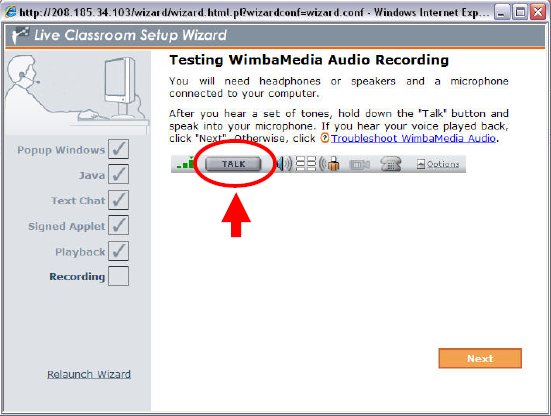 http://208.185.34.103/wizard/wizard.html.pl?wizardconf=wizard.conf - Windows Internet Exp...
Live Classroom Setup Wizard
Testing WimbaMedia Audio Recording
You will need headphones or speakers and a microphone
connected to your computer.
After you hear a set of tones, hold down the "Talk" button and
speak into your microphone. If you hear your voice played back,
click "Next". Otherwise, click Troubleshoot WimbaMedia Audio.
TALK
Options
Popup Windows
Java
Text Chat
Signed Applet
Playback
Recording
Next
Relaunch Wizard